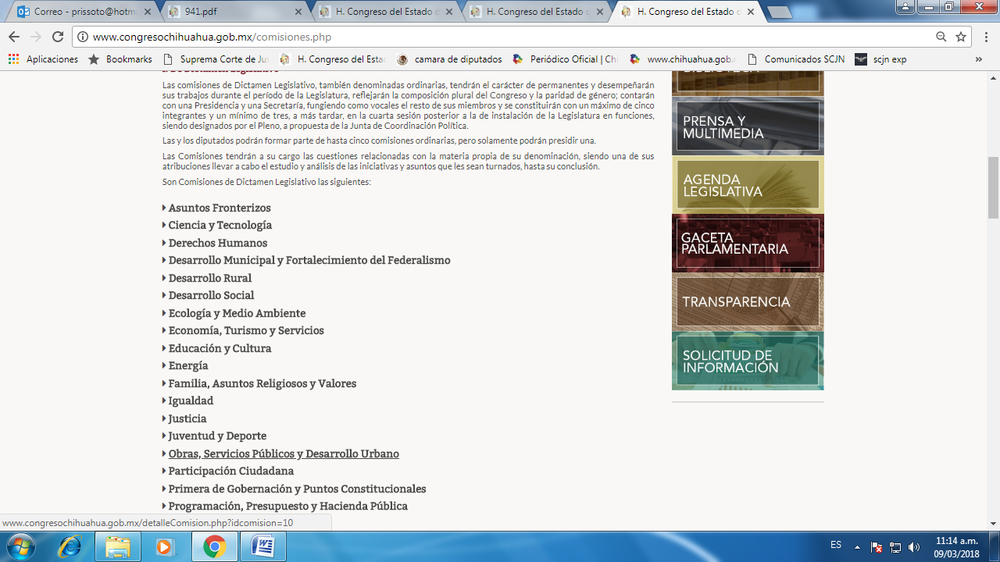 Correo - prissoto@hotm
941.pdf
H. Congreso del Estado d
H. Congreso del Estado d
H. Congreso del Estado d
www.congresochihuahua.gob.mx/comisiones.php
Aplicaciones
Bookmarks
Suprema Corte de Jus
H. Congreso del Estad
camara de diputados
Periódico Oficial | Chi
www.chihuahua.gob.m
Comunicados SCJN
scjn exp
»
Las comisiones de Dictamen Legislativo, también denominadas ordinarias, tendrán el carácter de permanentes y desempeñarán
sus trabajos durante el período de la Legislatura, reflejarán la composición plural del Congreso y la paridad de género; contarán
con una Presidencia y una Secretaría, fungiendo como vocales el resto de sus miembros y se constituirán con un máximo de cinco
integrantes y un mínimo de tres, a más tardar, en la cuarta sesión posterior a la de instalación de la Legislatura en funciones,
siendo designados por el Pleno, a propuesta de la Junta de Coordinación Política.
Las y los diputados podrán formar parte de hasta cinco comisiones ordinarias, pero solamente podrán presidir una.
Las Comisiones tendrán a su cargo las cuestiones relacionadas con la materia propia de su denominación, siendo una de sus
atribuciones llevar a cabo el estudio y análisis de las iniciativas y asuntos que les sean turnados, hasta su conclusión.
Son Comisiones de Dictamen Legislativo las siguientes:
Asuntos Fronterizos
Ciencia y Tecnología
Derechos Humanos
Desarrollo Municipal y Fortalecimiento del Federalismo
Desarrollo Rural
Desarrollo Social
Ecología y Medio Ambiente
Economía, Turismo y Servicios
Educación y Cultura
Energía
Familia, Asuntos Religiosos y Valores
Igualdad
Justicia
Juventud y Deporte
Obras, Servicios Públicos y Desarrollo Urbano
Participación Ciudadana
Primera de Gobernación y Puntos Constitucionales
Programación, Presupuesto y Hacienda Pública
BIBLIOTECA
PRENSA Y
MULTIMEDIA
AGENDA
LEGISLATIVA
GACETA
PARLAMENTARIA
TRANSPARENCIA
SOLICITUD DE
INFORMACIÓN
www.congresochihuahua.gob.mx/detalleComision.php?idcomision=10
ES
11:14 a.m.
09/03/2018